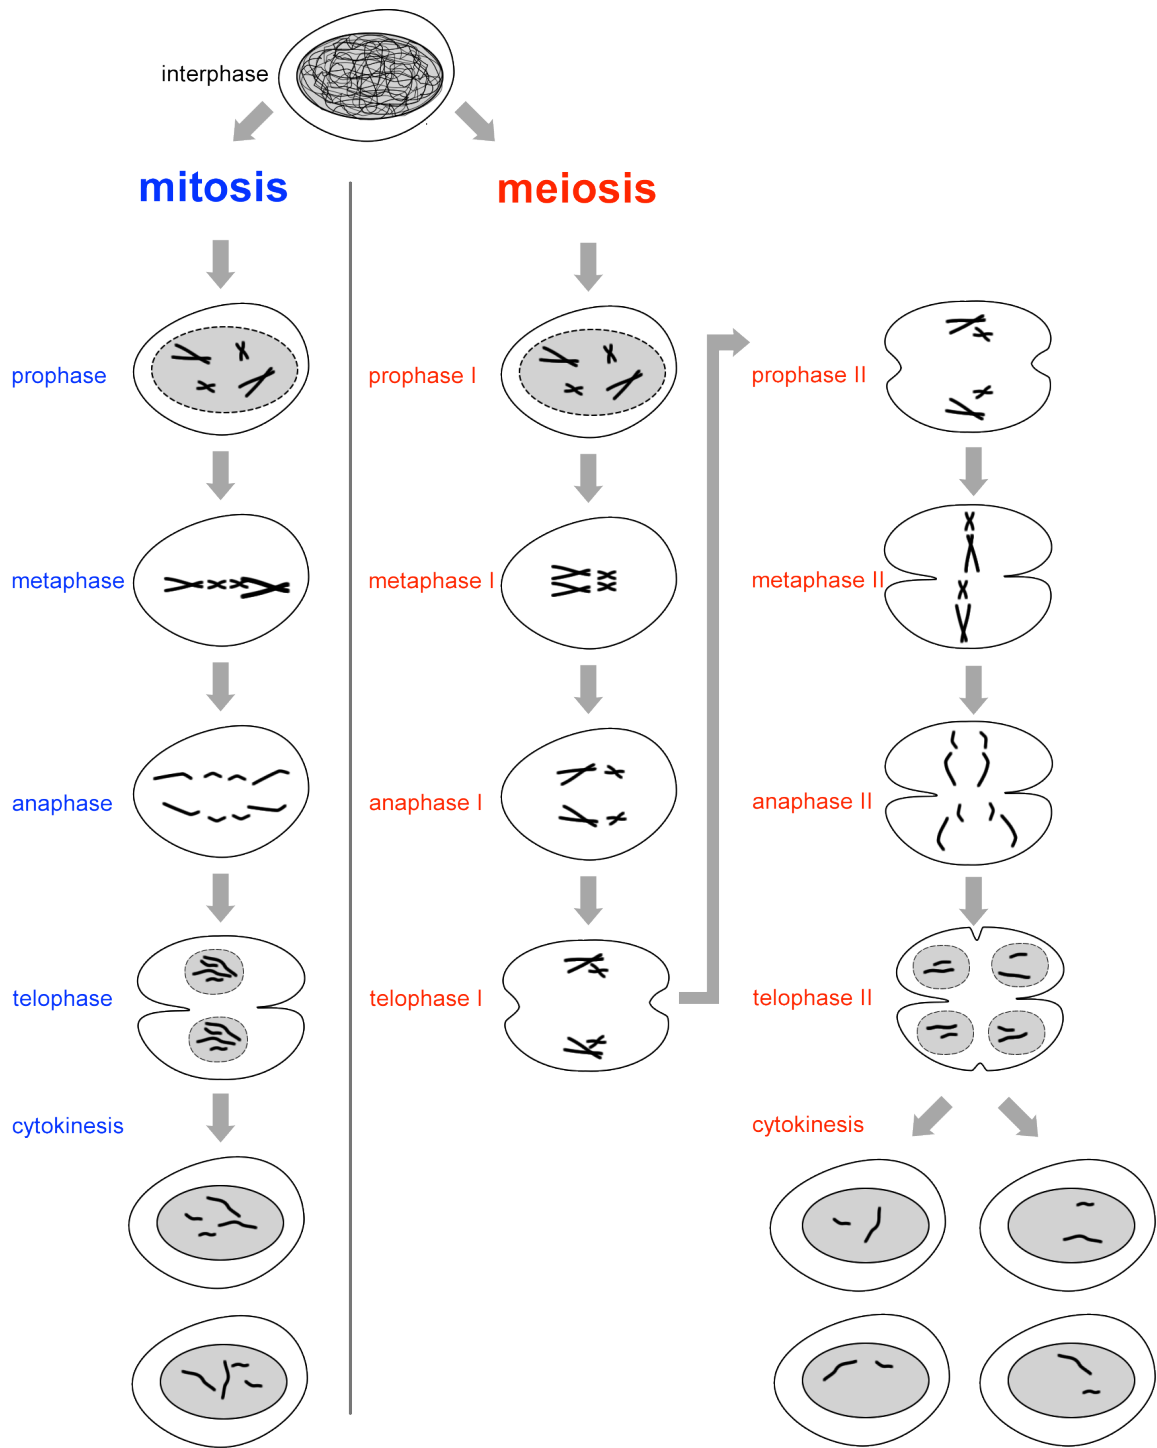 interphase
mitosis
meiosis
prophase
metaphase
anaphase
telophase
cytokinesis
prophase I
metaphase I
anaphase I
telophase I
prophase II
metaphase II
anaphase II
telophase II
cytokinesis